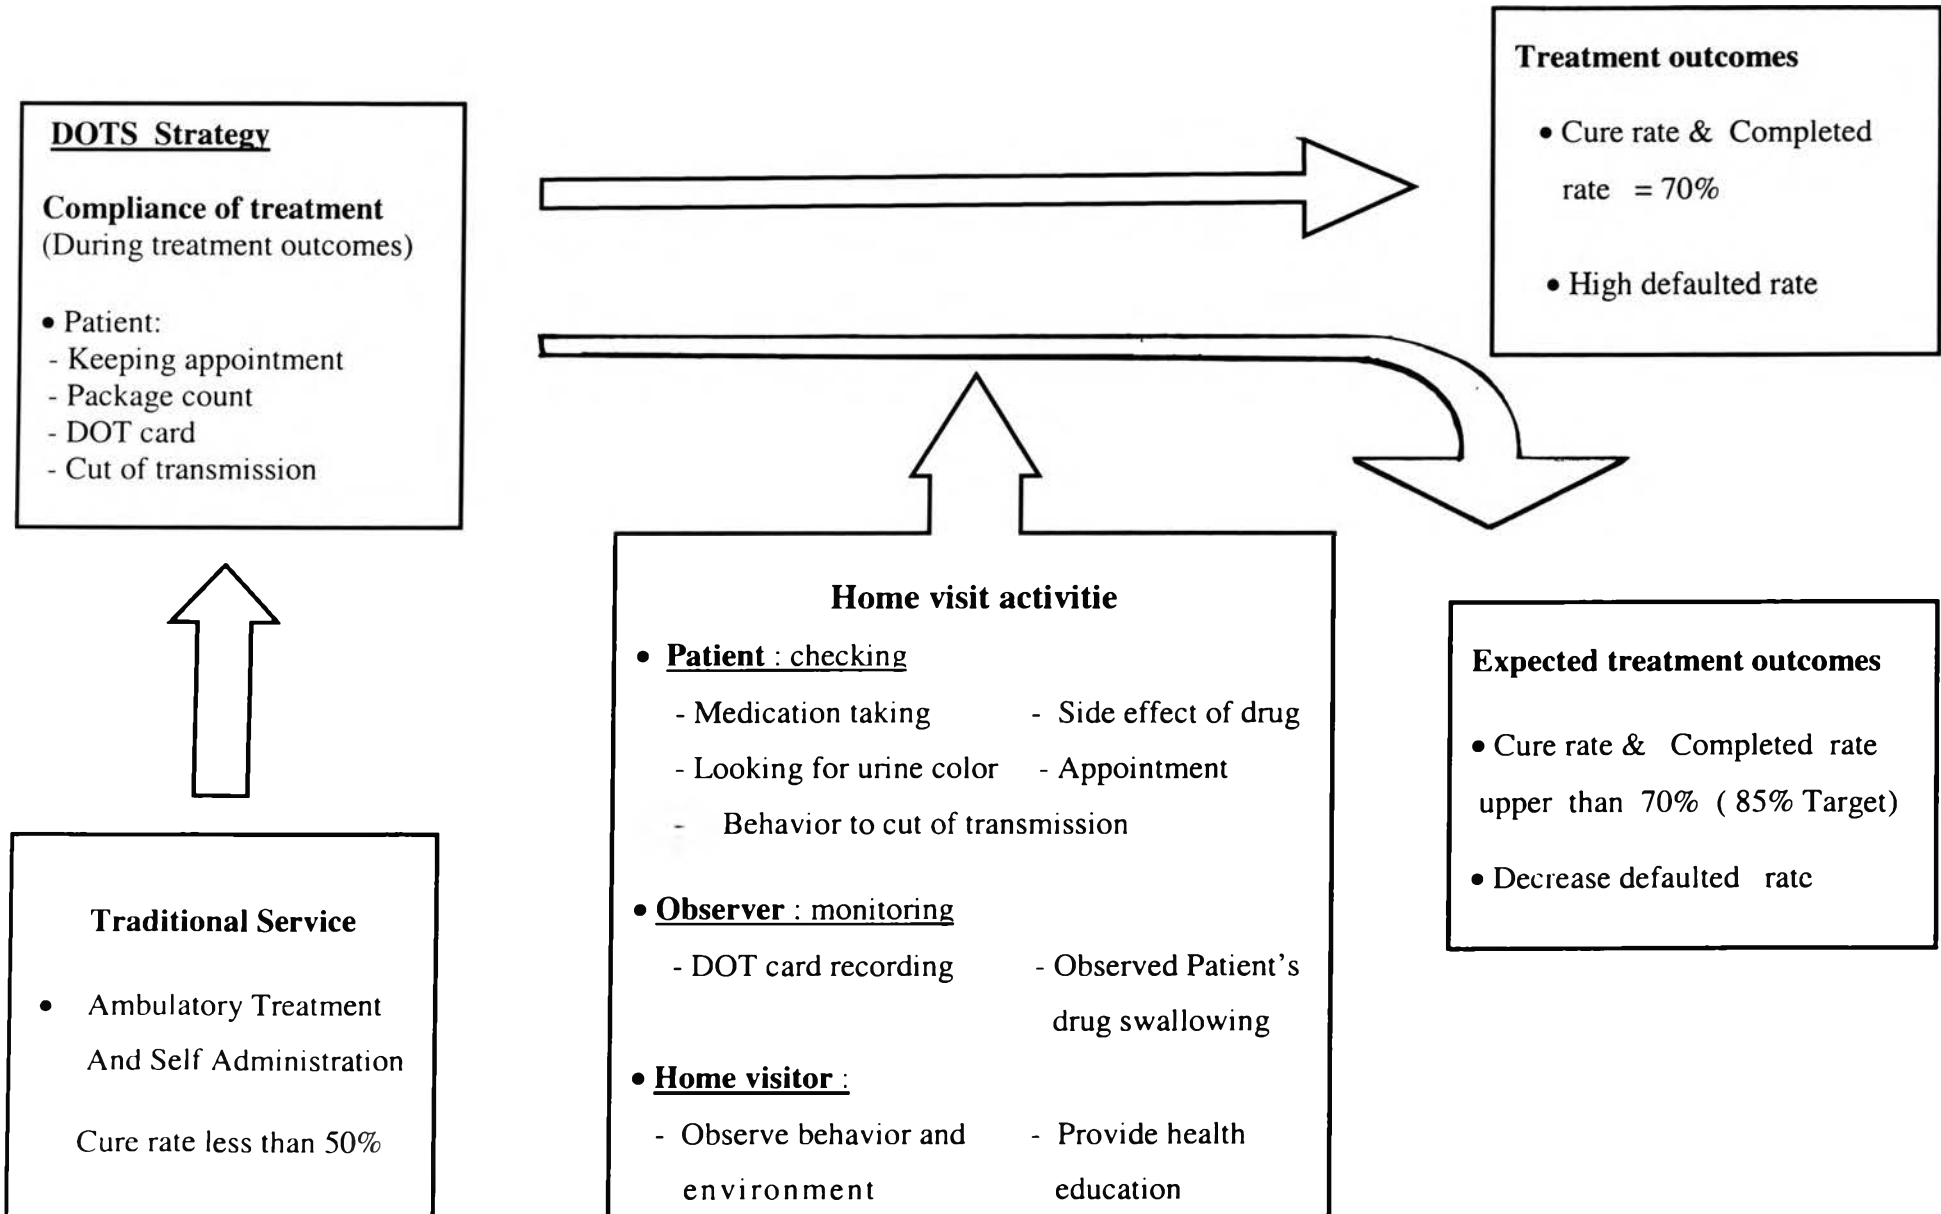 DOTS Strategy
Compliance of treatment
(During treatment outcomes)
• Patient:
- Keeping appointment
- Package count
- DOT card
- Cut of transmission
Treatment outcomes
• Cure rate & Completed
rate = 70%
• High defaulted rate
Traditional Service
• Ambulatory Treatment
And Self Administration
Cure rate less than 50%
Home visit activitie
• Patient : checking
- Medication taking - Side effect of drug
- Looking for urine color - Appointment
- Behavior to cut of transmission
• Observer : monitoring
- DOT card recording - Observed Patient's
drug swallowing
• Home visitor :
- Observe behavior and - Provide health
environment education
Expected treatment outcomes
• Cure rate & Completed rate
upper than 70% ( 85% Target)
• Decrease defaulted rate